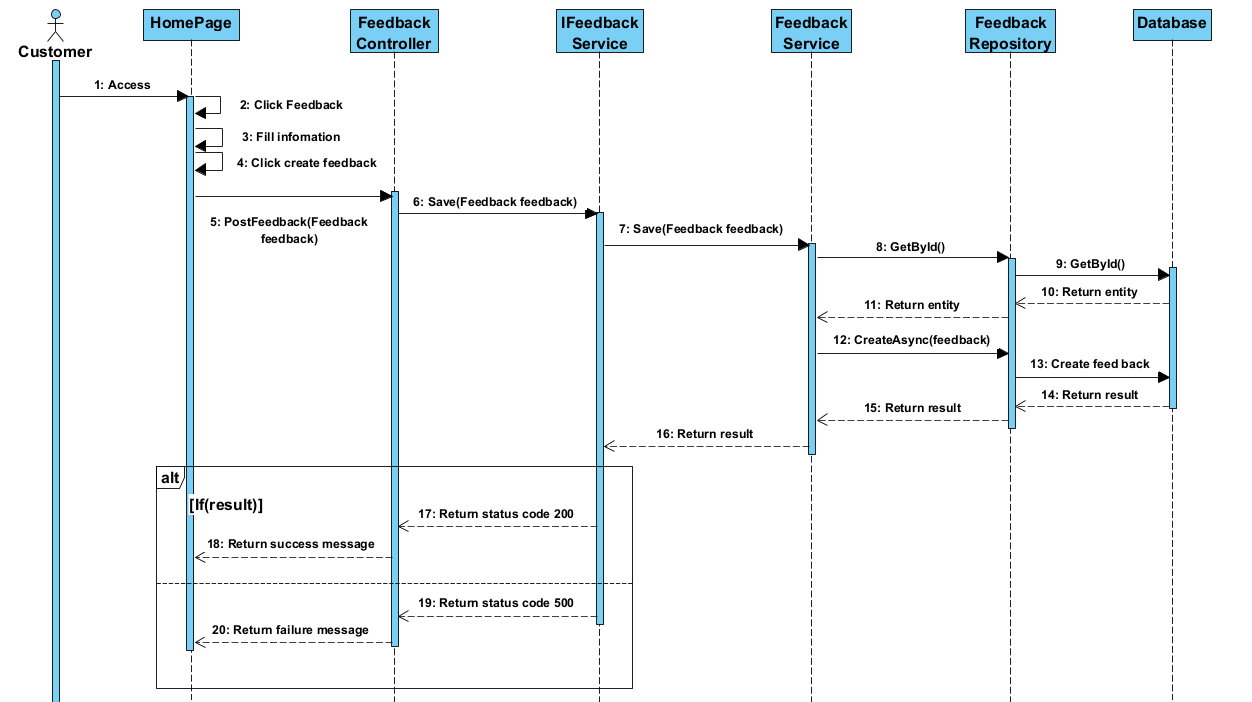 Customer
HomePage
Feedback
Controller
IFeedback
Service
Feedback
Service
Feedback
Repository
Database
1: Access
2: Click Feedback
3: Fill infomation
4: Click create feedback
5: PostFeedback(Feedback
feedback)
6: Save(Feedback feedback)
7: Save(Feedback feedback)
8: GetById()
9: GetById()
10: Return entity
11: Return entity
12: CreateAsync(feedback)
13: Create feed back
14: Return result
15: Return result
16: Return result
alt
[If(result)]
17: Return status code 200
18: Return success message
19: Return status code 500
20: Return failure message